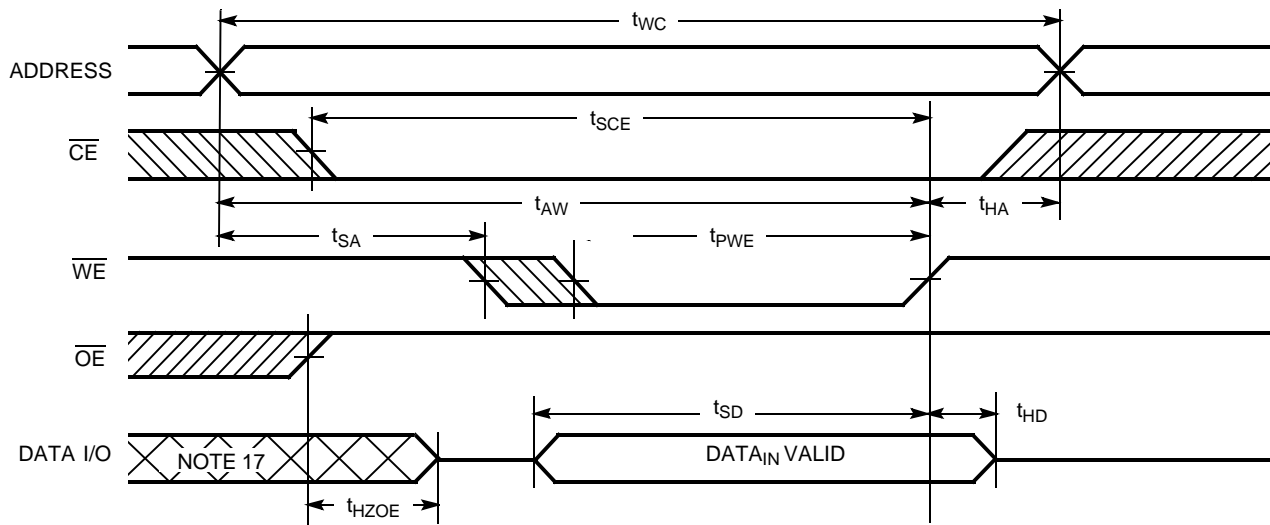 tWC
ADDRESS
tSCE
CE
tAW
tHA
tSA
tPWE
WE
OE
tSD
tHD
DATA I/O
NOTE 17
DATAIN VALID
tHZOE